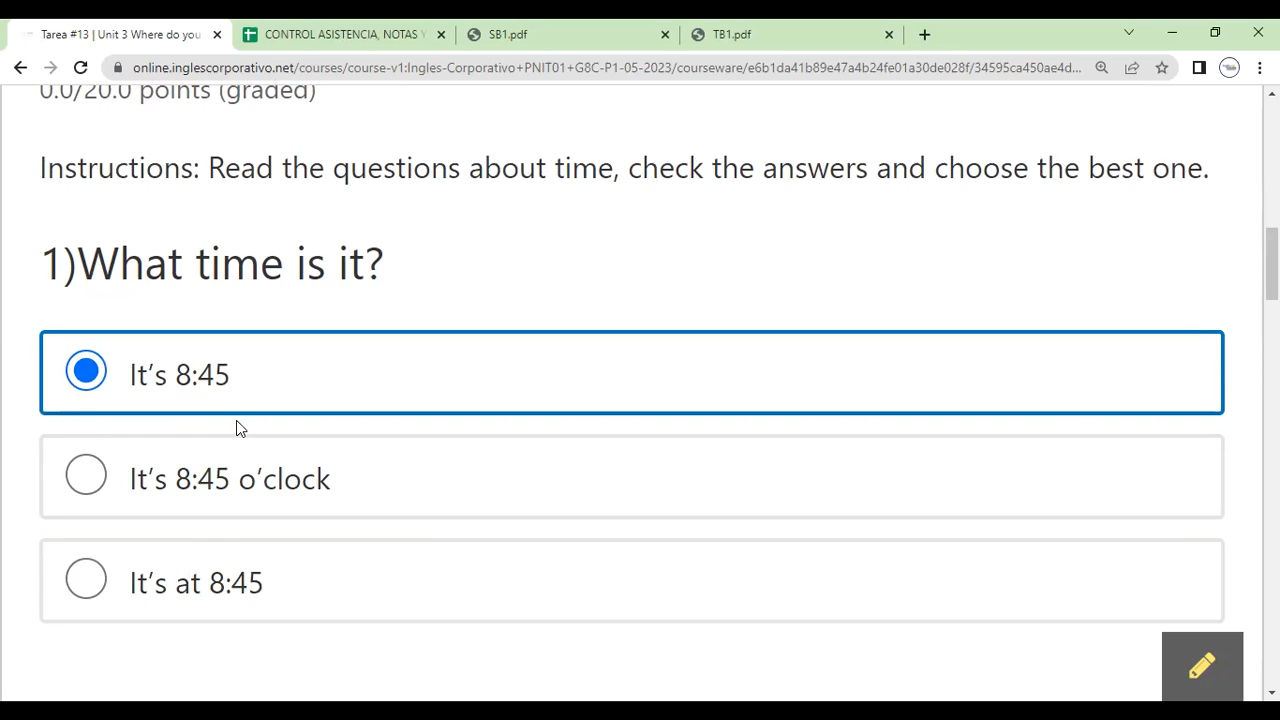 Tarea #13 | Unit 3 Where do you
CONTROL ASISTENCIA, NOTAS Y
SB1.pdf
TB1.pdf
online.inglescorporativo.net/courses/course-v1:Ingles-Corporativo+PNIT01+G8C-P1-05-2023/courseware/e6b1da41b89e47a4b24fe01a30de028f/34595ca450ae4d...
0.0/20.0 points (graded)
Instructions: Read the questions about time, check the answers and choose the best one.
1)What time is it?
It’s 8:45
It’s 8:45 o’clock
It’s at 8:45